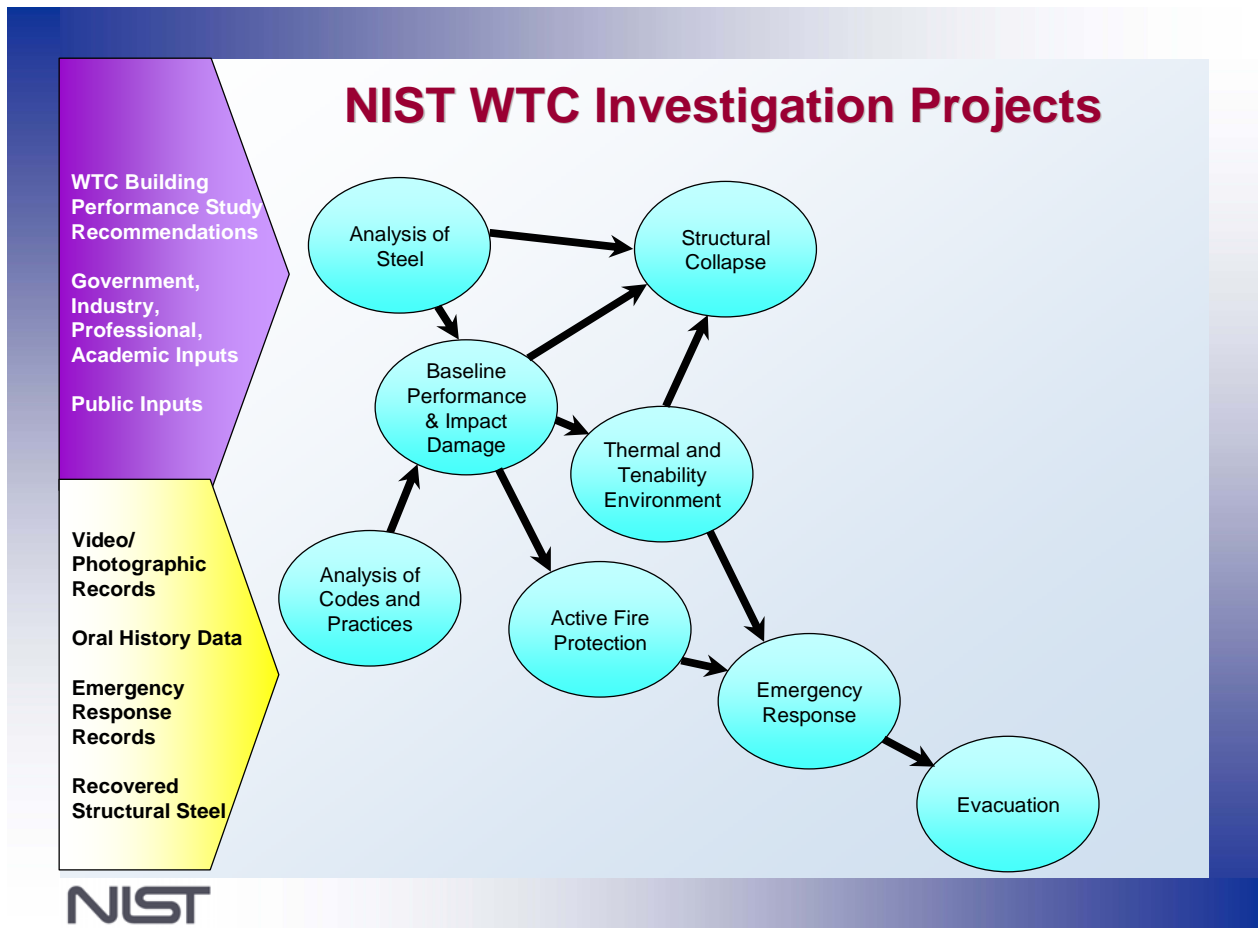 NIST WTC Investigation Projects
WTC Building
Performance Study
Recommendations
Government,
Industry,
Professional,
Academic Inputs
Public Inputs
Video/
Photographic
Records
Oral History Data
Emergency
Response
Records
Recovered
Structural Steel
Analysis of
Steel
Structural
Collapse
Baseline
Performance
& Impact
Damage
Thermal and
Tenability
Environment
Analysis of
Codes and
Practices
Active Fire
Protection
Emergency
Response
Evacuation
NIST